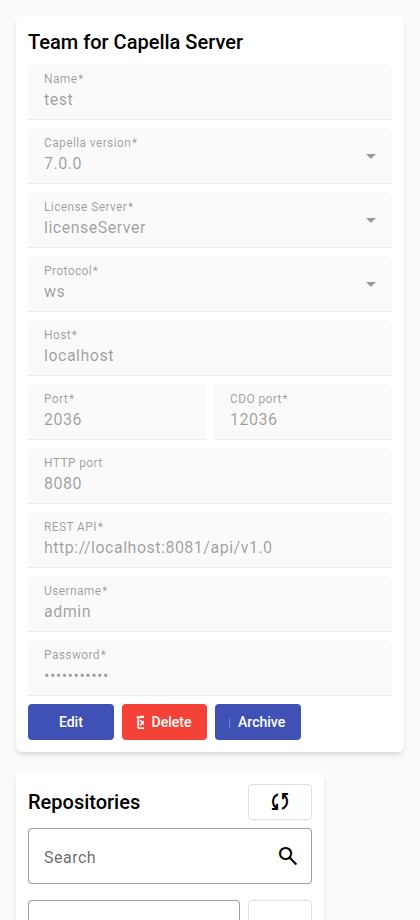 Team for Capella Server
Name*
test
Capella version*
7.0.0
License Server*
licenseServer
Protocol*
ws
Host*
localhost
Port*
2036
CDO port*
12036
HTTP port
8080
REST API*
http://localhost:8081/api/v1.0
Username*
admin
Password*
•••••••••••
Edit
Delete
Archive
Repositories
Search